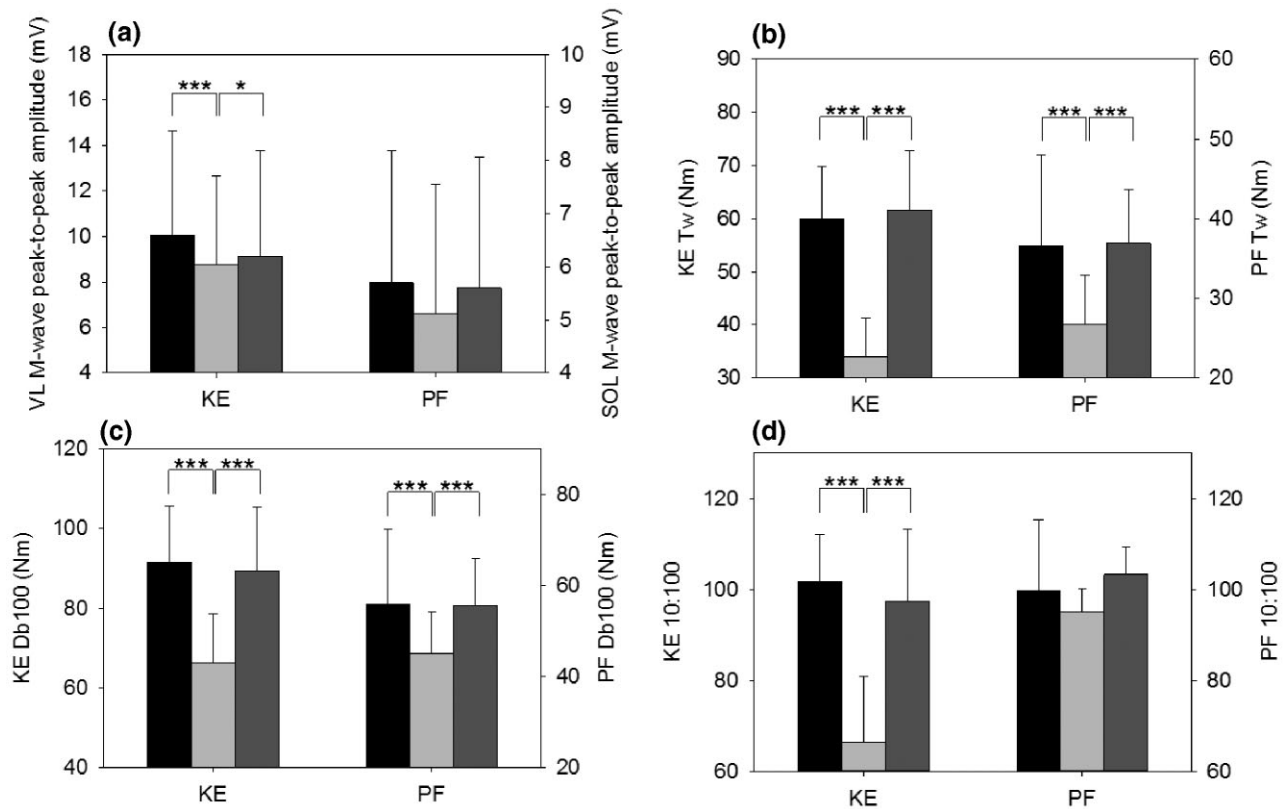 (a)
VL M-wave peak-to-peak amplitude (mV)
18
16
14
12
10
8
6
4
*** *
KE PF
10
9
8
7
6
5
4
SOL M-wave peak-to-peak amplitude (mV)
(b)
KE Tw (Nm)
90
80
70
60
50
40
30
*** *** *** ***
KE PF
60
50
40
30
20
PF Tw (Nm)
(c)
KE Db100 (Nm)
120
100
80
60
40
*** *** *** ***
KE PF
80
60
40
20
PF Db100 (Nm)
(d)
KE 10:100
120
100
80
60
*** ***
KE PF
120
100
80
60
PF 10:100